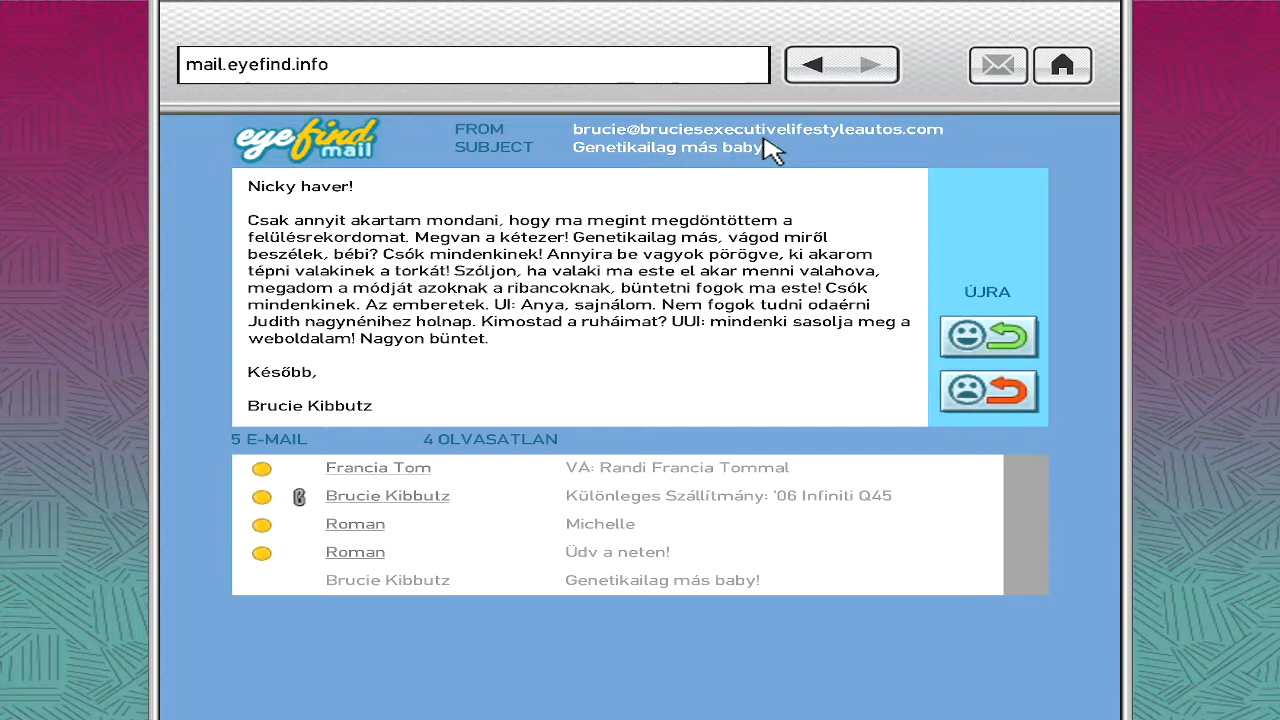 mail.eyefind.info
eyefind mail
FROM brucie@bruciesexecutivelifestyleautos.com
SUBJECT Genetikailag más baby!
Nicky haver!
Csak annyit akartam mondani, hogy ma megint megdöntöttem a
felülésrekordomat. Megvan a kétezer! Genetikailag más, vágod miről
beszélek, bébi? Csók mindenkinek! Annyira be vagyok pörögve, ki akarom
tépni valakinek a torkát! Szóljon, ha valaki ma este el akar menni valahova,
megadom a módját azoknak a ribancoknak, büntetni fogok ma este! Csók
mindenkinek. Az emberetek. UI: Anya, sajnálom. Nem fogok tudni odaérni
Judith nagynénihez holnap. Kimostad a ruháimat? UUI: mindenki sasolja meg a
weboldalam! Nagyon büntet.
Később,
Brucie Kibbutz
ÚJRA
5 E-MAIL 4 OLVASATLAN
Francia Tom VÁ: Randi Francia Tommal
Brucie Kibbutz Különleges Szállítmány: '06 Infiniti Q45
Roman Michelle
Roman Üdv a neten!
Brucie Kibbutz Genetikailag más baby!